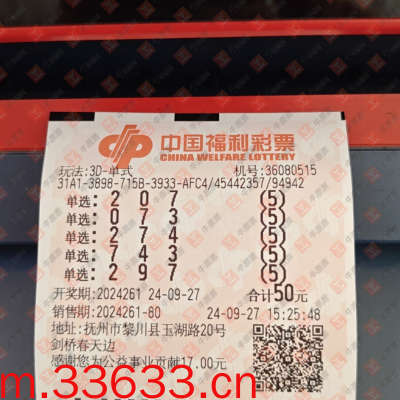 中国福利彩票
CHINA WELFARE LOTTERY
玩法:3D-单式 机号:36080515
31A1-3898-715B-3933-AFC4/45442357/94942
单选: 2 0 7 (5)
单选: 0 7 3 (5)
单选: 2 7 4 (5)
单选: 7 4 3 (5)
单选: 2 9 7 (5)
开奖期:2024261 24-09-27 合计50元
销售期:2024261-60 24-09-27 15:25:48
地址:抚州市黎川县玉湖路20号
剑桥春天边
感谢您为公益事业贡献17.00元
m.33633.cn